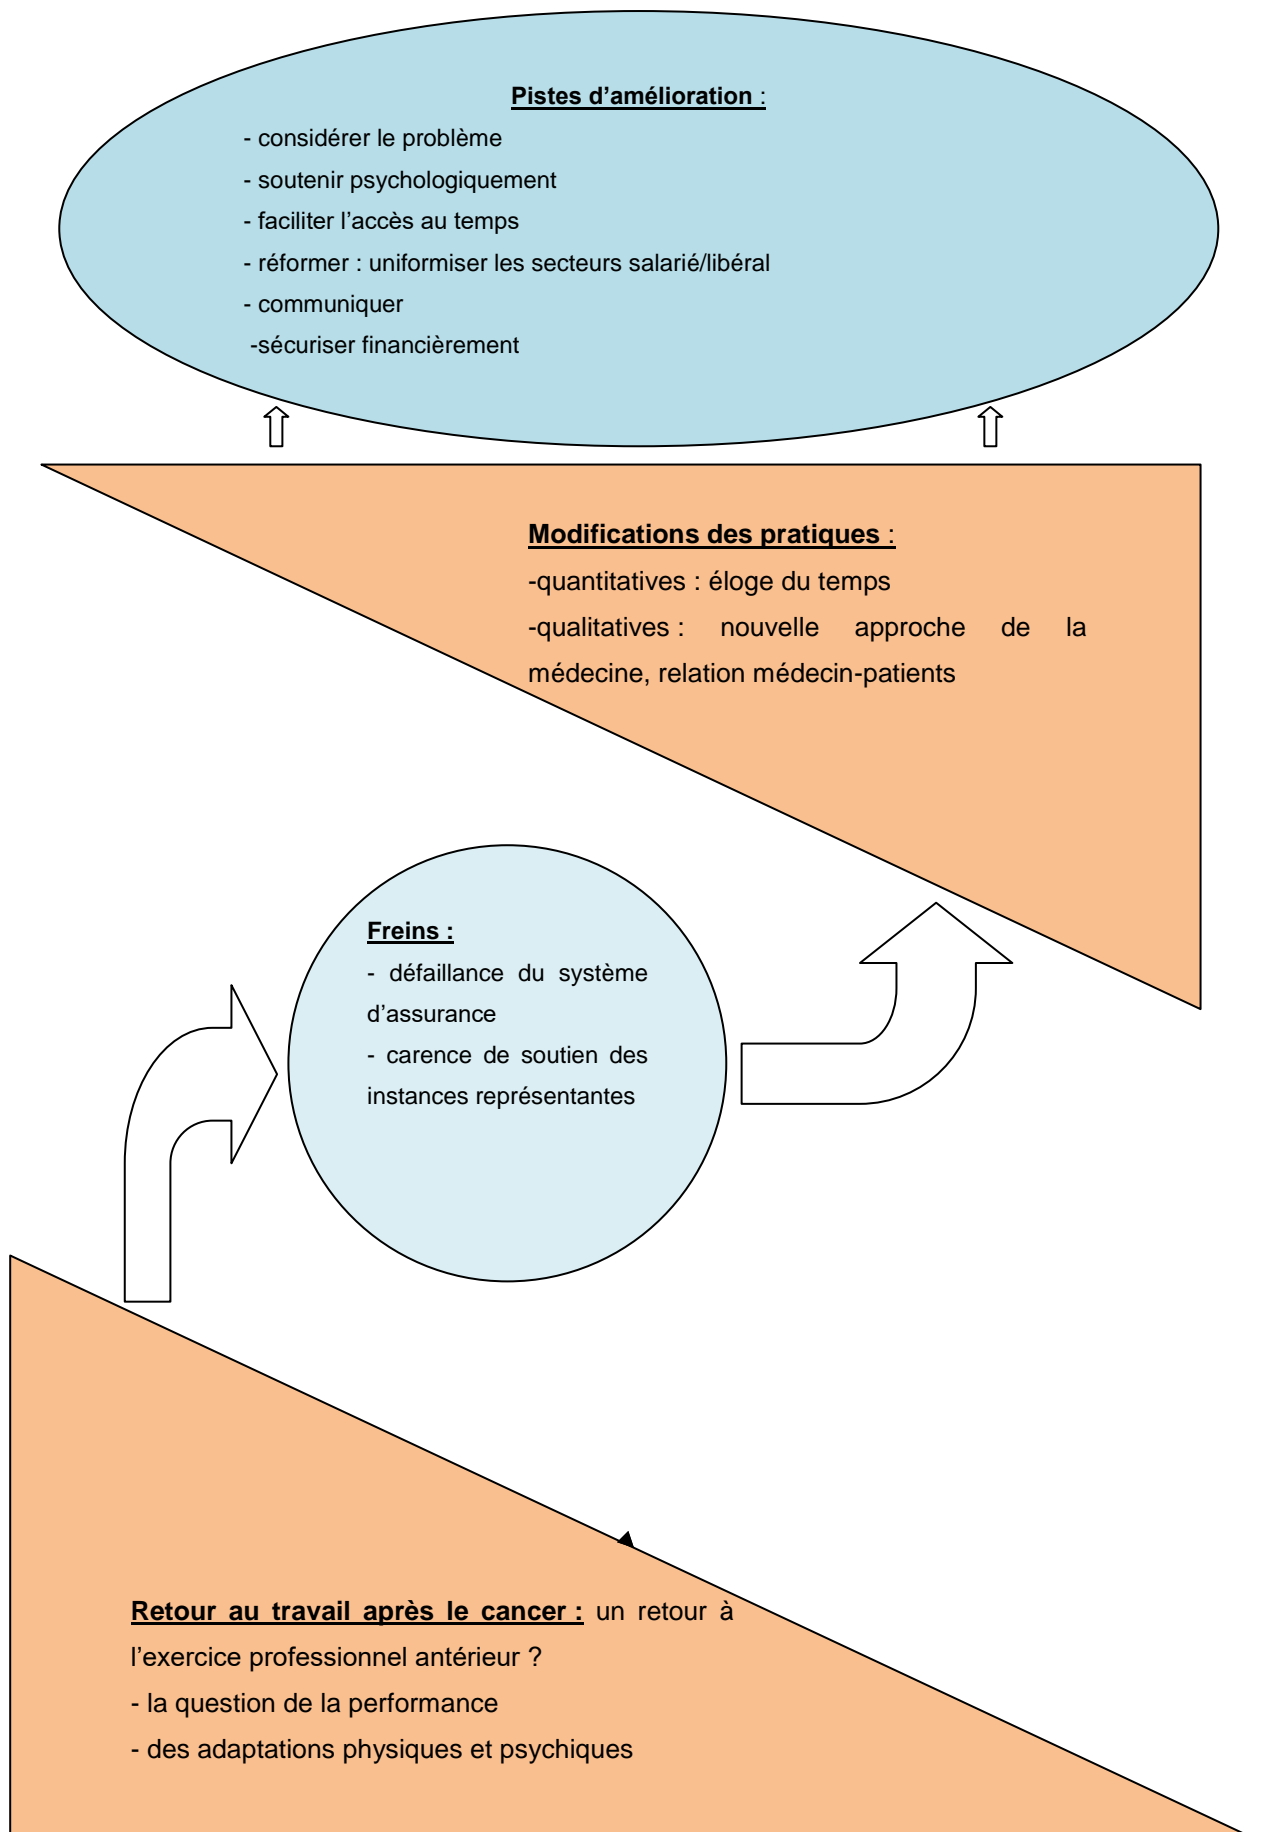 Pistes d’amélioration :
- considérer le problème
- soutenir psychologiquement
- faciliter l’accès au temps
- réformer : uniformiser les secteurs salarié/libéral
- communiquer
-sécuriser financièrement
Modifications des pratiques :
-quantitatives : éloge du temps
-qualitatives : nouvelle approche de la
médecine, relation médecin-patients
Freins :
- défaillance du système
d’assurance
- carence de soutien des
instances représentantes
Retour au travail après le cancer : un retour à
l’exercice professionnel antérieur ?
- la question de la performance
- des adaptations physiques et psychiques